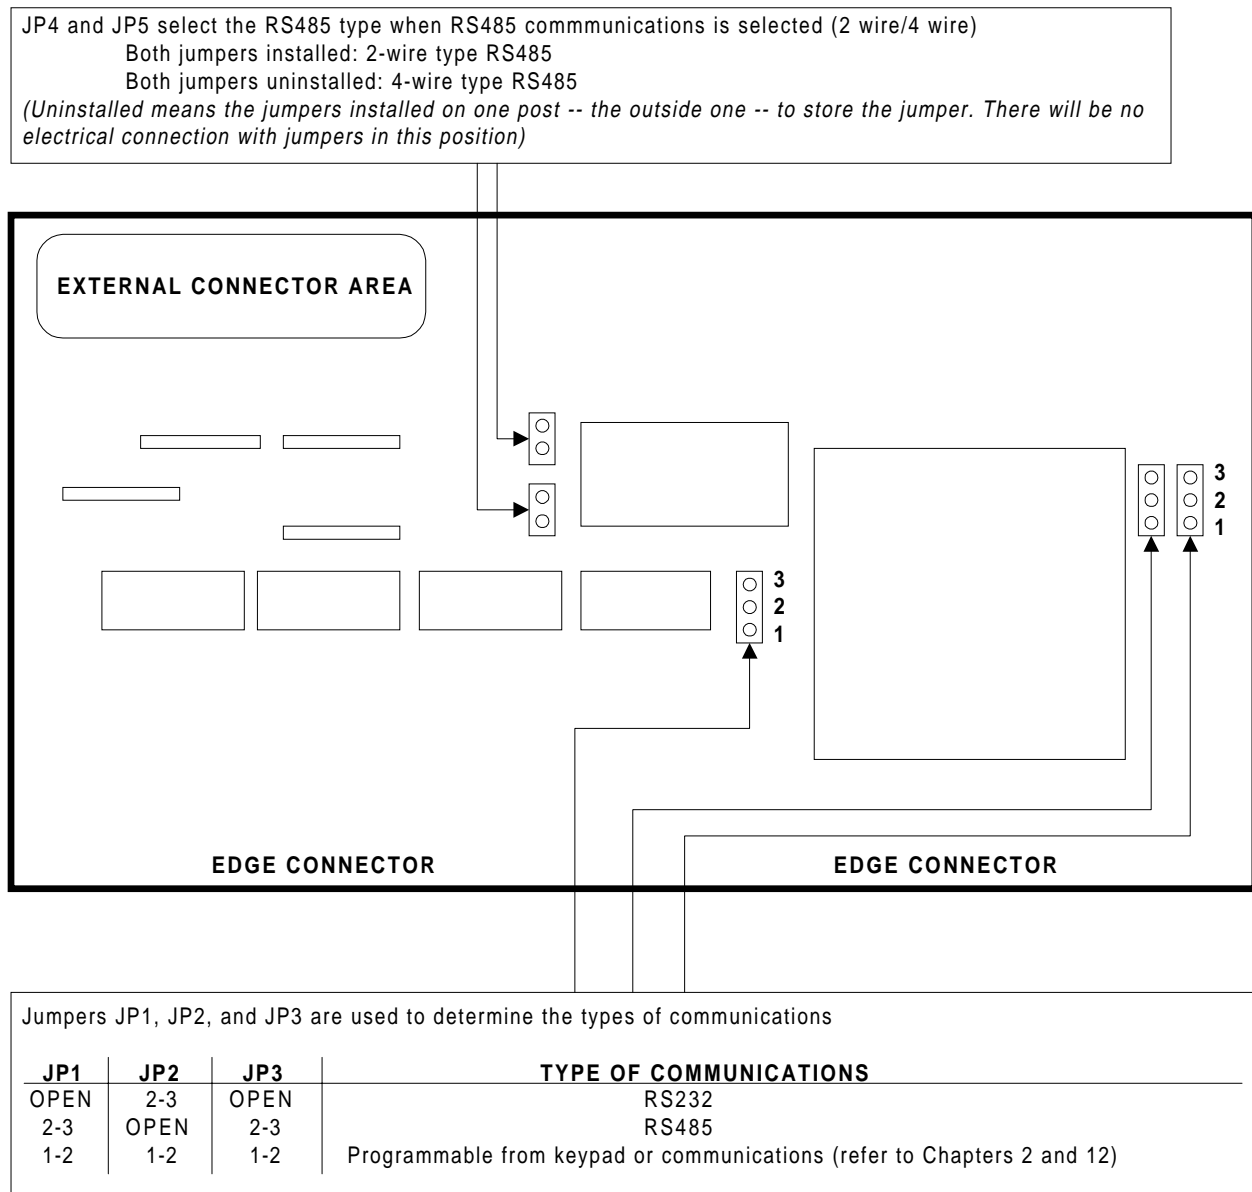 JP4 and JP5 select the RS485 type when RS485 commmunications is selected (2 wire/4 wire)
Both jumpers installed: 2-wire type RS485
Both jumpers uninstalled: 4-wire type RS485
(Uninstalled means the jumpers installed on one post -- the outside one -- to store the jumper. There will be no
electrical connection with jumpers in this position)
EXTERNAL CONNECTOR AREA
3
2
1
3
2
1
EDGE CONNECTOR
EDGE CONNECTOR
Jumpers JP1, JP2, and JP3 are used to determine the types of communications
JP1 JP2 JP3 TYPE OF COMMUNICATIONS
OPEN 2-3 OPEN RS232
2-3 OPEN 2-3 RS485
1-2 1-2 1-2 Programmable from keypad or communications (refer to Chapters 2 and 12)